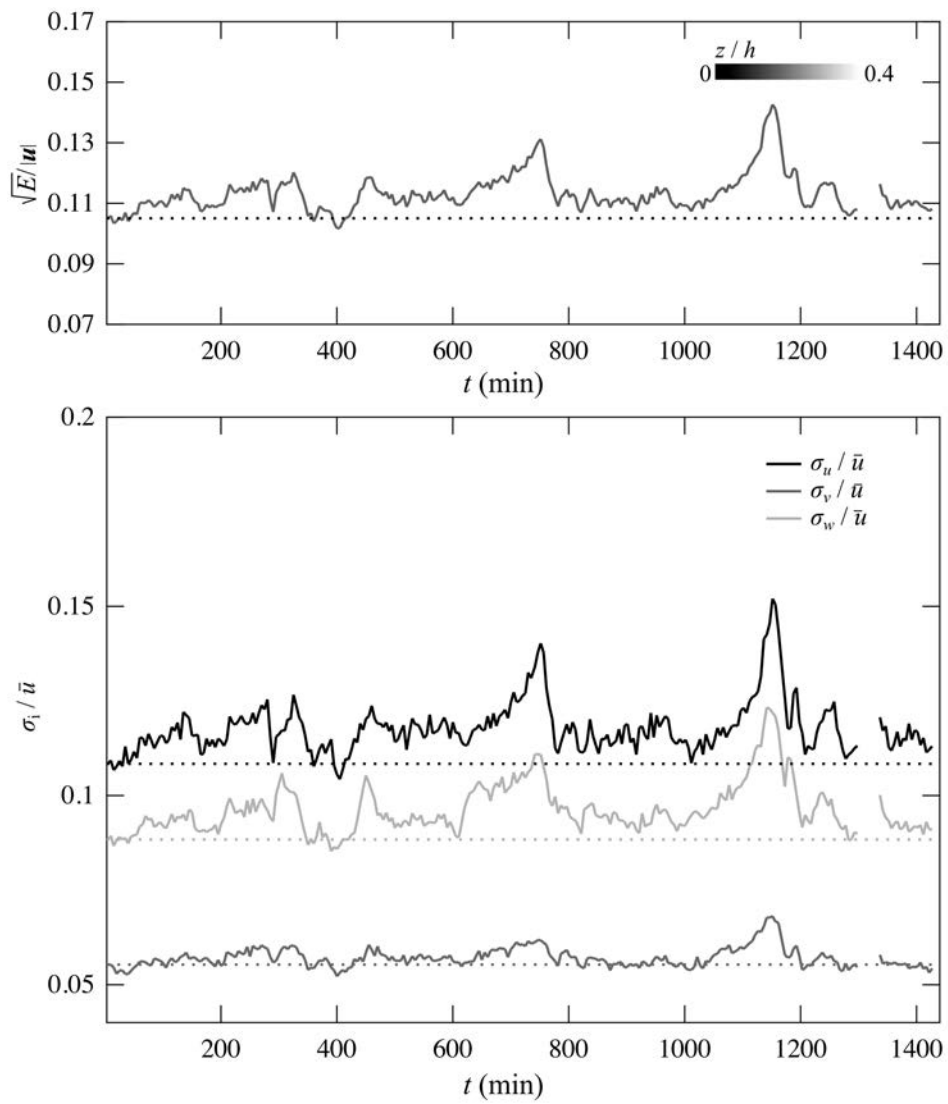 0.17
z / h
0 0.4
0.15
0.13
√E/|u|
0.11
0.09
0.07
200 400 600 800 1000 1200 1400
t (min)
0.2
σu / ū
σv / ū
σw / ū
0.15
σi / ū
0.1
0.05
200 400 600 800 1000 1200 1400
t (min)